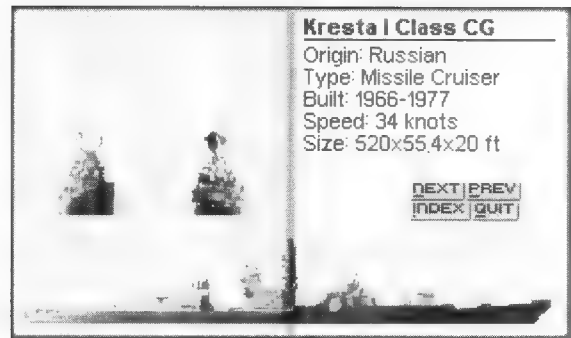 Kresta I Class CG
Origin: Russian
Type: Missile Cruiser
Built: 1966-1977
Speed: 34 knots
Size: 520x55.4x20 ft
NEXT PREV
INDEX QUIT